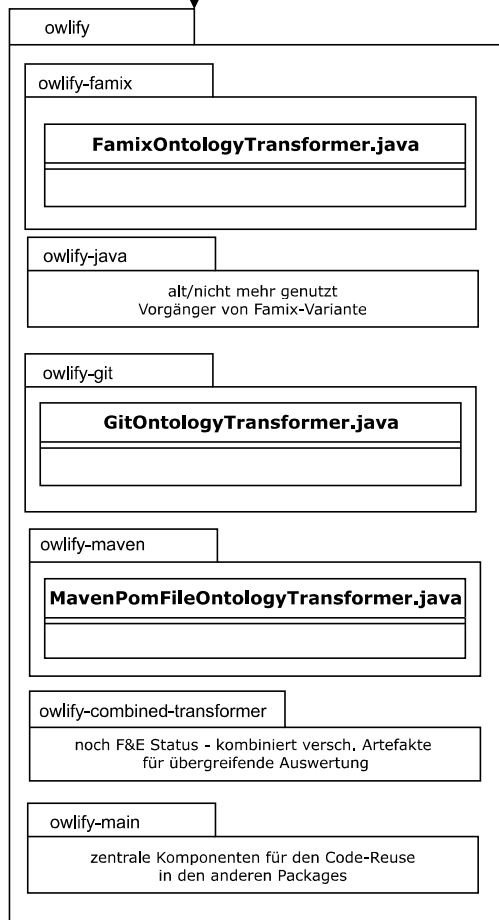 owlify
owlify-famix
FamixOntologyTransformer.java
owlify-java
alt/nicht mehr genutzt
Vorgänger von Famix-Variante
owlify-git
GitOntologyTransformer.java
owlify-maven
MavenPomFileOntologyTransformer.java
owlify-combined-transformer
noch F&E Status - kombiniert versch. Artefakte
für übergreifende Auswertung
owlify-main
zentrale Komponenten für den Code-Reuse
in den anderen Packages